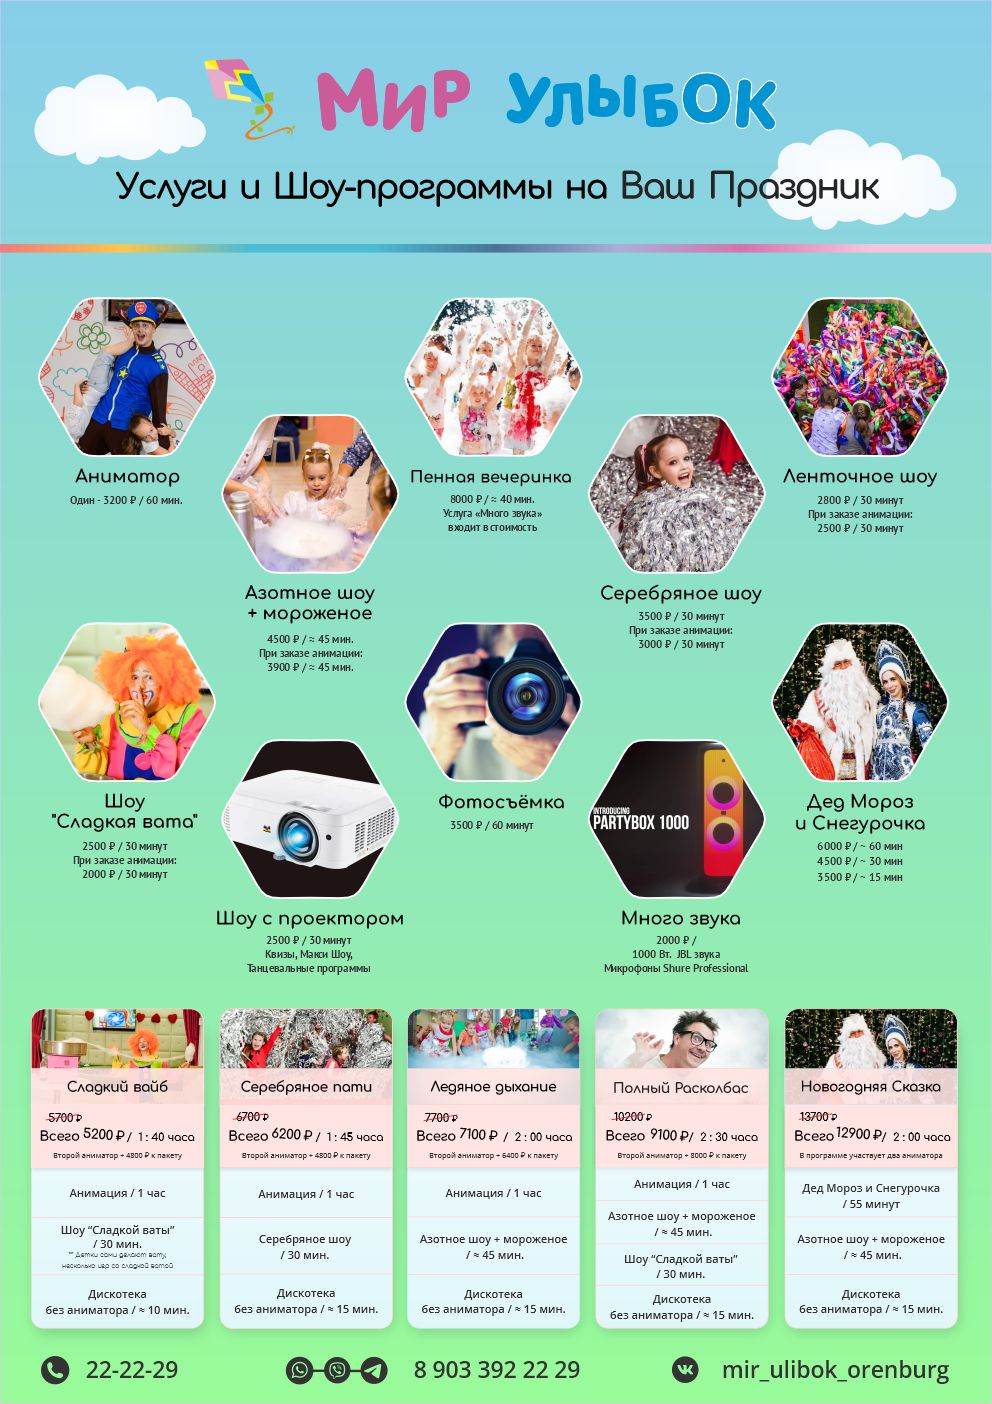 Мир Улыбок
Услуги и Шоу-программы на Ваш Праздник
Аниматор
Один - 3200 ₽ / 60 мин.
Пенная вечеринка
8000 ₽ / ≈ 40 мин.
Услуга «Много звука»
входит в стоимость
Ленточное шоу
2800 ₽ / 30 минут
При заказе анимации:
2500 ₽ / 30 минут
Азотное шоу
+ мороженое
4500 ₽ / ≈ 45 мин.
При заказе анимации:
3900 ₽ / ≈ 45 мин.
Серебряное шоу
3500 ₽ / 30 минут
При заказе анимации:
3000 ₽ / 30 минут
Шоу
"Сладкая вата"
2500 ₽ / 30 минут
При заказе анимации:
2000 ₽ / 30 минут
Фотосъёмка
3500 ₽ / 60 минут
Дед Мороз
и Снегурочка
6000 ₽ / ~ 60 мин
4500 ₽ / ~ 30 мин
3500 ₽ / ~ 15 мин
Шоу с проектором
2500 ₽ / 30 минут
Квизы, Макси Шоу,
Танцевальные программы
INTRODUCING
PARTYBOX 1000
Много звука
2000 ₽ /
1000 Вт. JBL звука
Микрофоны Shure Professional
Сладкий вайб
5700 ₽
Всего 5200 ₽ / 1 : 40 часа
Второй аниматор + 4800 ₽ к пакету
Анимация / 1 час
Шоу “Сладкой ваты”
/ 30 мин.
** Детки сами делают вату,
несколько игр со сладкой ватой
Дискотека
без аниматора / ≈ 10 мин.
Серебряное пати
6700 ₽
Всего 6200 ₽ / 1 : 45 часа
Второй аниматор + 4800 ₽ к пакету
Анимация / 1 час
Серебряное шоу
/ 30 мин.
Дискотека
без аниматора / ≈ 15 мин.
Ледяное дыхание
7700 ₽
Всего 7100 ₽ / 2 : 00 часа
Второй аниматор + 6400 ₽ к пакету
Анимация / 1 час
Азотное шоу + мороженое
/ ≈ 45 мин.
Дискотека
без аниматора / ≈ 15 мин.
Полный Расколбас
10200 ₽
Всего 9100 ₽/ 2 : 30 часа
Второй аниматор + 8000 ₽ к пакету
Анимация / 1 час
Азотное шоу + мороженое
/ ≈ 45 мин.
Шоу “Сладкой ваты”
/ 30 мин.
Дискотека
без аниматора / ≈ 15 мин.
Новогодняя Сказка
13700 ₽
Всего 12900 ₽/ 2 : 00 часа
В программе участвует два аниматора
Дед Мороз и Снегурочка
/ 55 минут
Азотное шоу + мороженое
/ ≈ 45 мин.
Дискотека
без аниматора / ≈ 15 мин.
22-22-29
8 903 392 22 29
mir_ulibok_orenburg